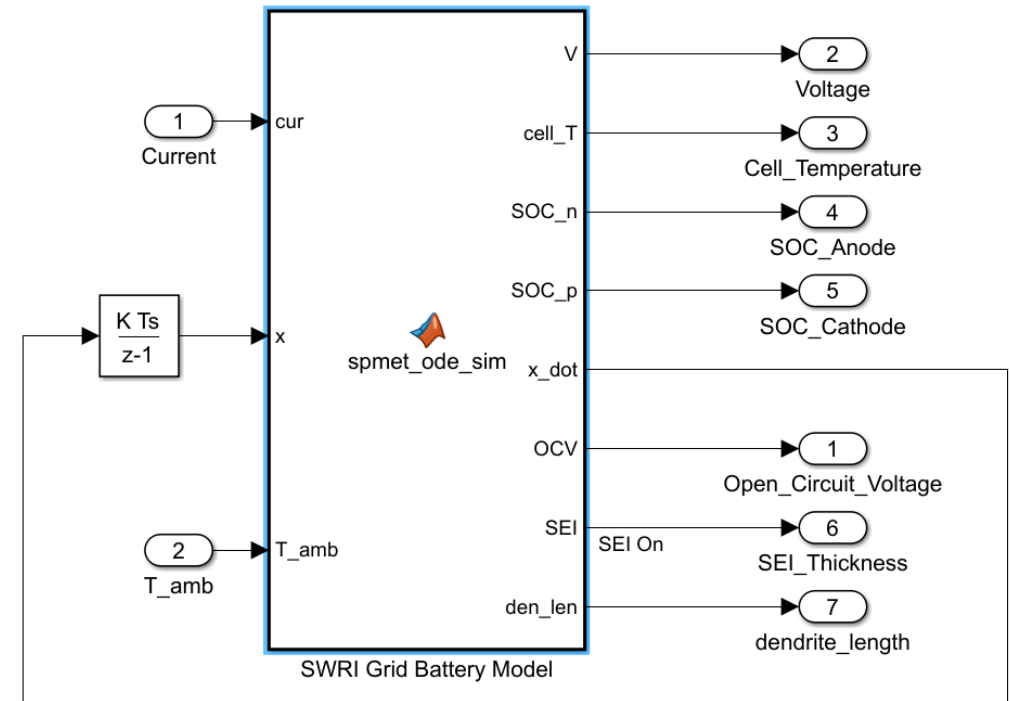 V
2
Voltage
1
cur
Current
cell_T
3
Cell_Temperature
SOC_n
4
SOC_Anode
SOC_p
5
SOC_Cathode
K Ts
z-1
x
spmet_ode_sim
x_dot
OCV
1
Open_Circuit_Voltage
SEI
SEI On
6
SEI_Thickness
2
T_amb
T_amb
den_len
7
dendrite_length
SWRI Grid Battery Model